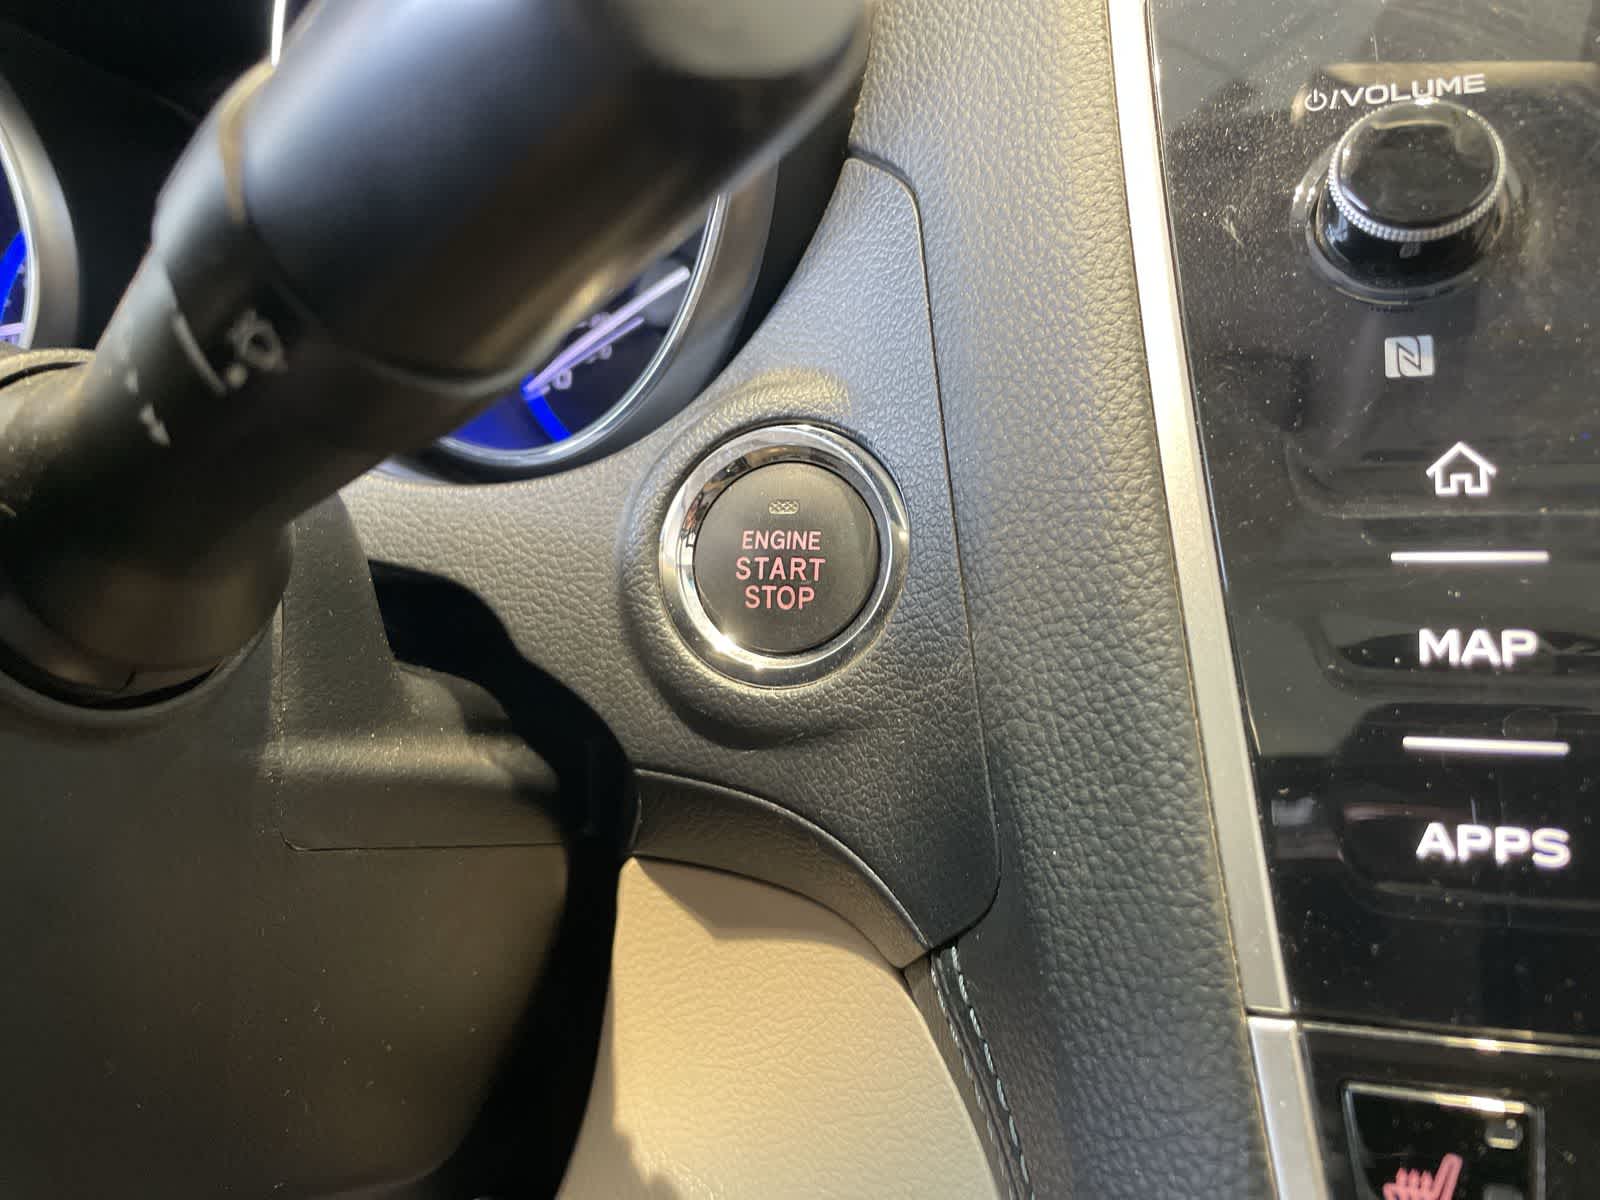 /VOLUME
ENGINE
START
STOP
MAP
APPS